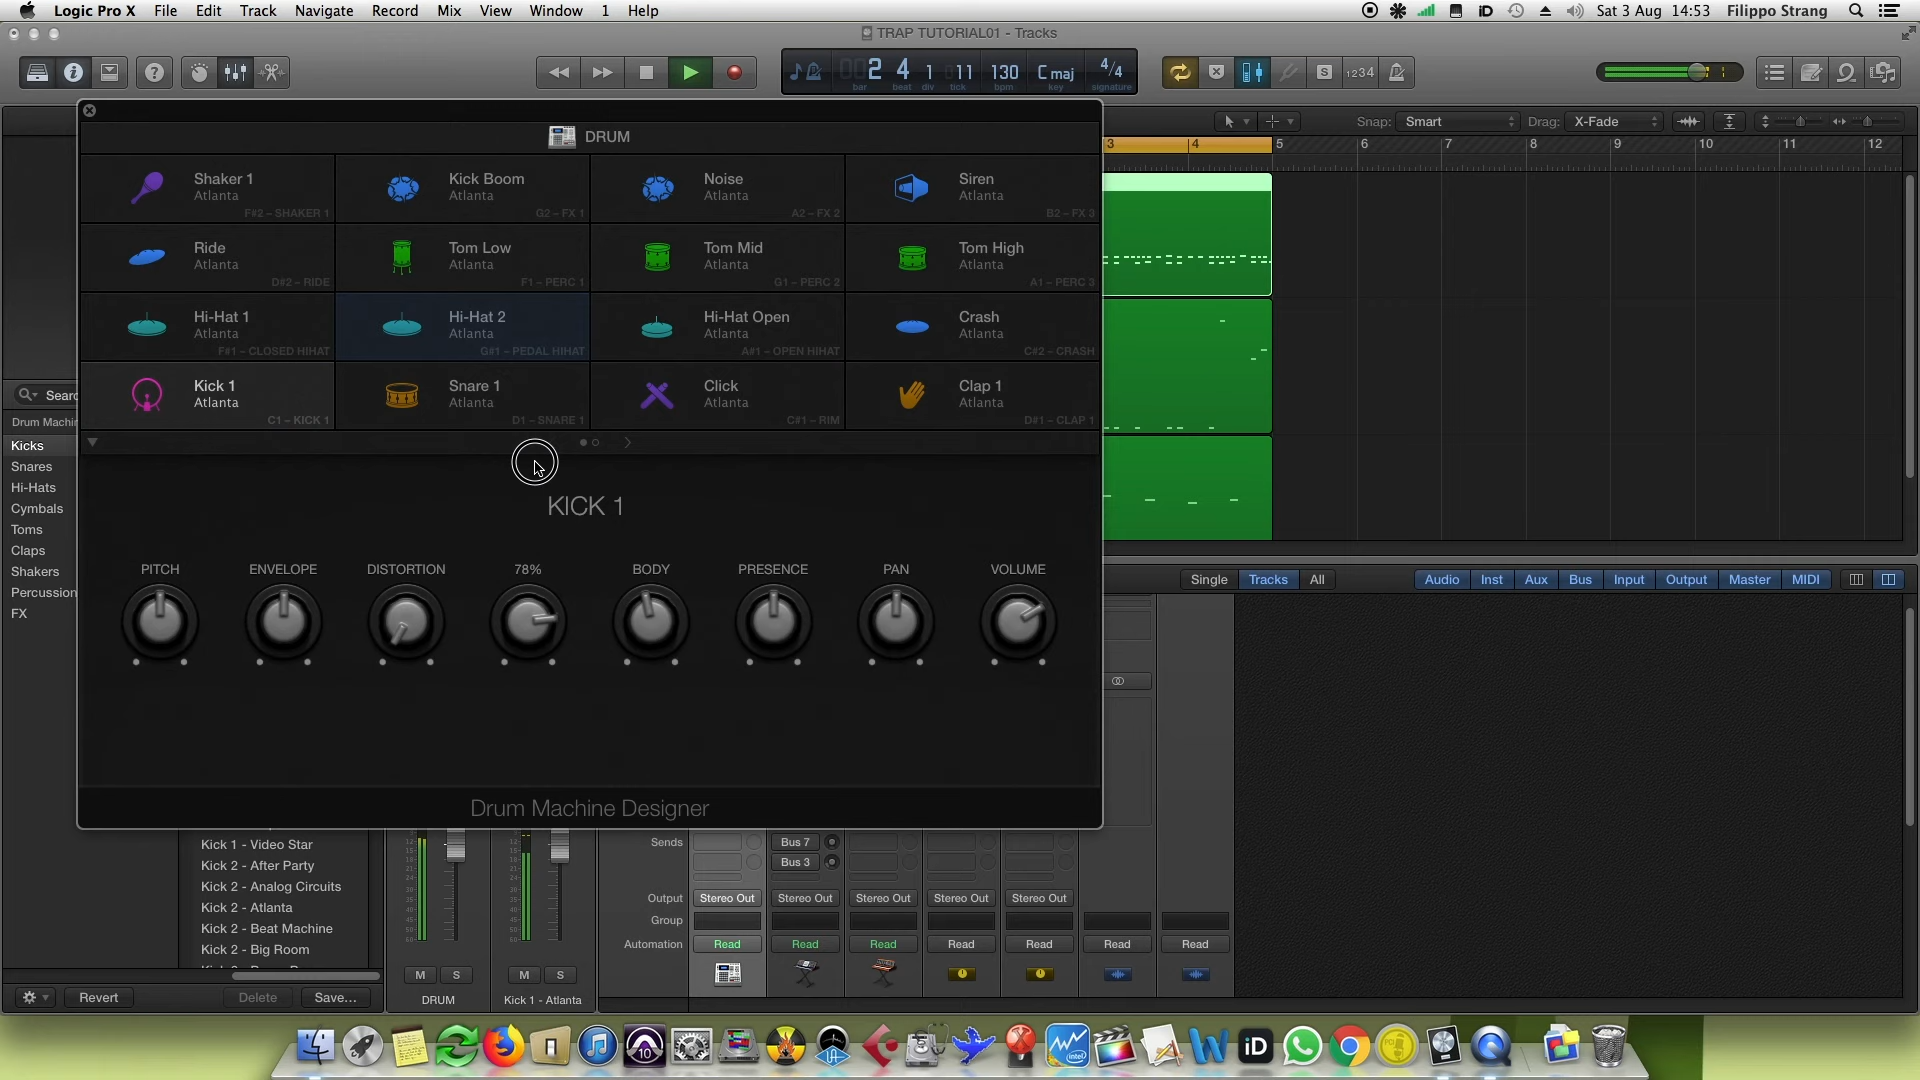 Logic Pro X File Edit Track Navigate Record Mix View Window 1 Help
Sat 3 Aug 14:53 Filippo Strang
TRAP TUTORIAL01 - Tracks
2 4 1 011 130 C maj 4/4
bar beat div tick bpm key signature
1234
DRUM
Snap: Smart Drag: X-Fade
3 4 5 6 7 8 9 10 11 12
Shaker 1
Atlanta
F#2 – SHAKER 1
Kick Boom
Atlanta
G2 – FX 1
Noise
Atlanta
A2 – FX 2
Siren
Atlanta
B2 – FX 3
Ride
Atlanta
D#2 – RIDE
Tom Low
Atlanta
F1 – PERC 1
Tom Mid
Atlanta
G1 – PERC 2
Tom High
Atlanta
A1 – PERC 3
Hi-Hat 1
Atlanta
F#1 – CLOSED HIHAT
Hi-Hat 2
Atlanta
G#1 – PEDAL HIHAT
Hi-Hat Open
Atlanta
A#1 – OPEN HIHAT
Crash
Atlanta
C#2 – CRASH
Kick 1
Atlanta
C1 – KICK 1
Snare 1
Atlanta
D1 – SNARE 1
Click
Atlanta
C#1 – RIM
Clap 1
Atlanta
D#1 – CLAP 1
Drum Machin
Kicks
Snares
Hi-Hats
Cymbals
Toms
Claps
Shakers
Percussion
FX
KICK 1
PITCH ENVELOPE DISTORTION 78% BODY PRESENCE PAN VOLUME
Single Tracks All
Audio Inst Aux Bus Input Output Master MIDI
Drum Machine Designer
Kick 1 - Video Star
Kick 2 - After Party
Kick 2 - Analog Circuits
Kick 2 - Atlanta
Kick 2 - Beat Machine
Kick 2 - Big Room
Sends Bus 7
Bus 3
Output Stereo Out Stereo Out Stereo Out Stereo Out Stereo Out
Group
Automation Read Read Read Read Read Read Read
M S M S
DRUM Kick 1 - Atlanta
Revert Delete Save...
10
W iD